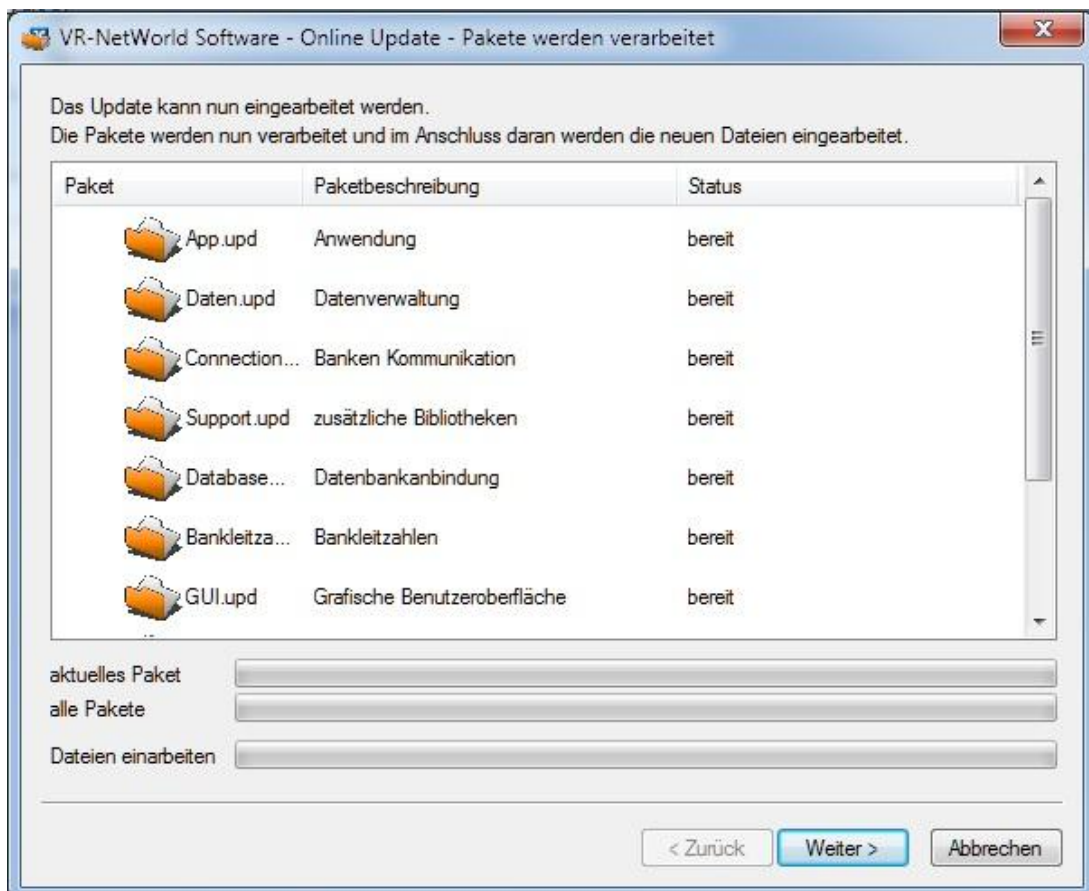 VR-NetWorld Software - Online Update - Pakete werden verarbeitet
Das Update kann nun eingearbeitet werden.
Die Pakete werden nun verarbeitet und im Anschluss daran werden die neuen Dateien eingearbeitet.
Paket Paketbeschreibung Status
App.upd Anwendung bereit
Daten.upd Datenverwaltung bereit
Connection... Banken Kommunikation bereit
Support.upd zusätzliche Bibliotheken bereit
Database... Datenbankanbindung bereit
Bankleitza... Bankleitzahlen bereit
GUI.upd Grafische Benutzeroberfläche bereit
aktuelles Paket
alle Pakete
Dateien einarbeiten
< Zurück Weiter > Abbrechen